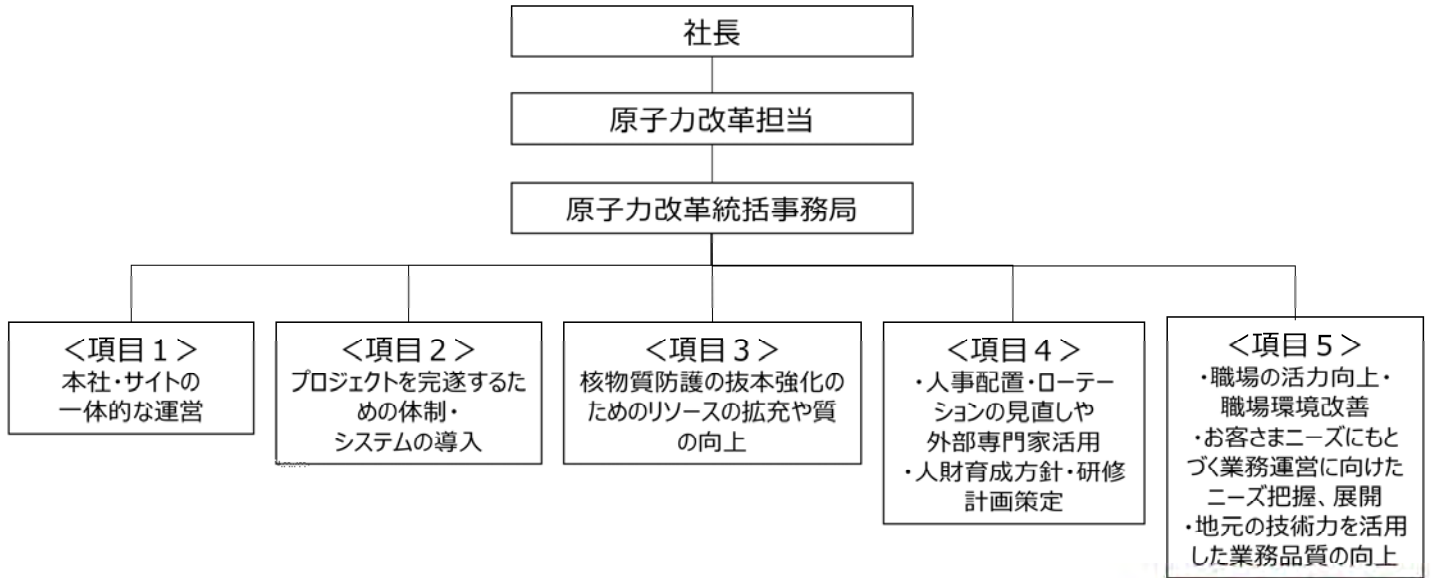 社長
原子力改革担当
原子力改革統括事務局
＜項目１＞
本社・サイトの
一体的な運営
＜項目２＞
プロジェクトを完遂するた
めの体制・
システムの導入
＜項目３＞
核物質防護の抜本強化の
ためのリソースの拡充や質
の向上
＜項目４＞
・人事配置・ローテー
ションの見直しや
外部専門家活用
・人財育成方針・研修
計画策定
＜項目５＞
・職場の活力向上・
職場環境改善
・お客さまニーズにもと
づく業務運営に向けた
ニーズ把握、展開
・地元の技術力を活用
した業務品質の向上